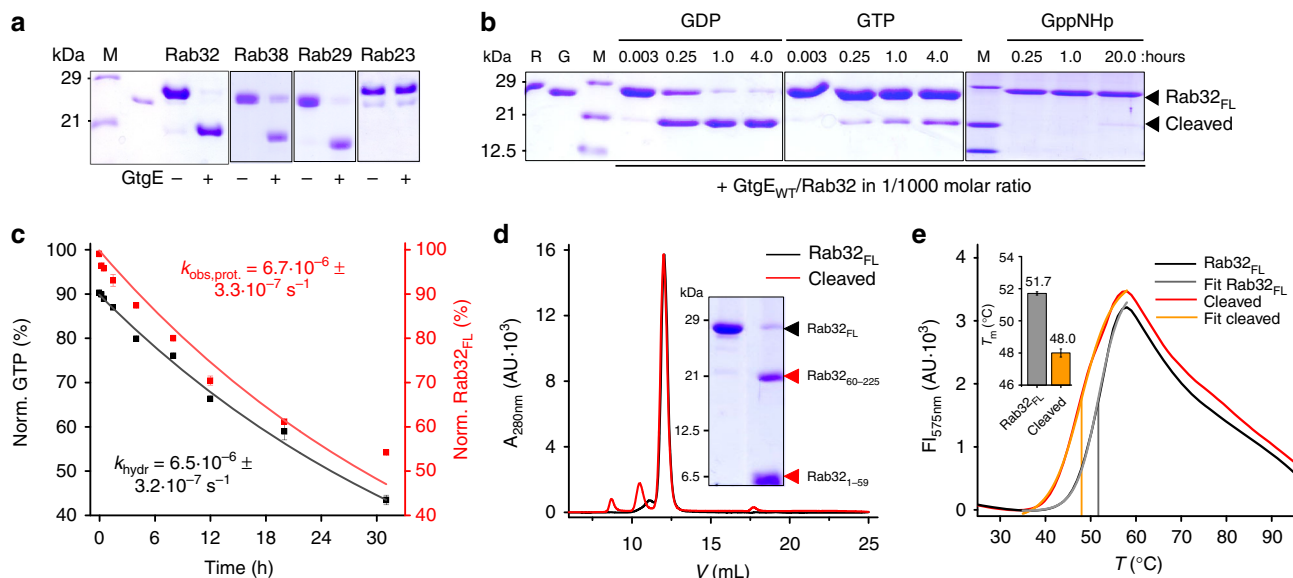 a
kDa M Rab32 Rab38 Rab29 Rab23
29
21
GtgE – + – + – + – +
b
GDP GTP GppNHp
kDa R G M 0.003 0.25 1.0 4.0 0.003 0.25 1.0 4.0 M 0.25 1.0 20.0 :hours
29
21
12.5
Rab32FL
Cleaved
+ GtgEWT/Rab32 in 1/1000 molar ratio
c
Norm. GTP (%)
100
90
80
70
60
50
40
kobs,prot. = 6.7·10⁻⁶ ±
3.3·10⁻⁷ s⁻¹
khydr = 6.5·10⁻⁶ ±
3.2·10⁻⁷ s⁻¹
100
90
80
70
60
50
40
Norm. Rab32FL (%)
0 6 12 18 24 30
Time (h)
d
A280nm (AU·10³)
16
12
8
4
0
Rab32FL
Cleaved
kDa
29
21
12.5
6.5
Rab32FL
Rab3260–225
Rab321–59
10 15 20 25
V (mL)
e
FI575nm (AU·10³)
4
3
2
1
0
Tm (°C)
52
50
48
46
51.7
48.0
Rab32FL
Cleaved
Rab32FL
Fit Rab32FL
Cleaved
Fit cleaved
30 40 50 60 70 80 90
T (°C)